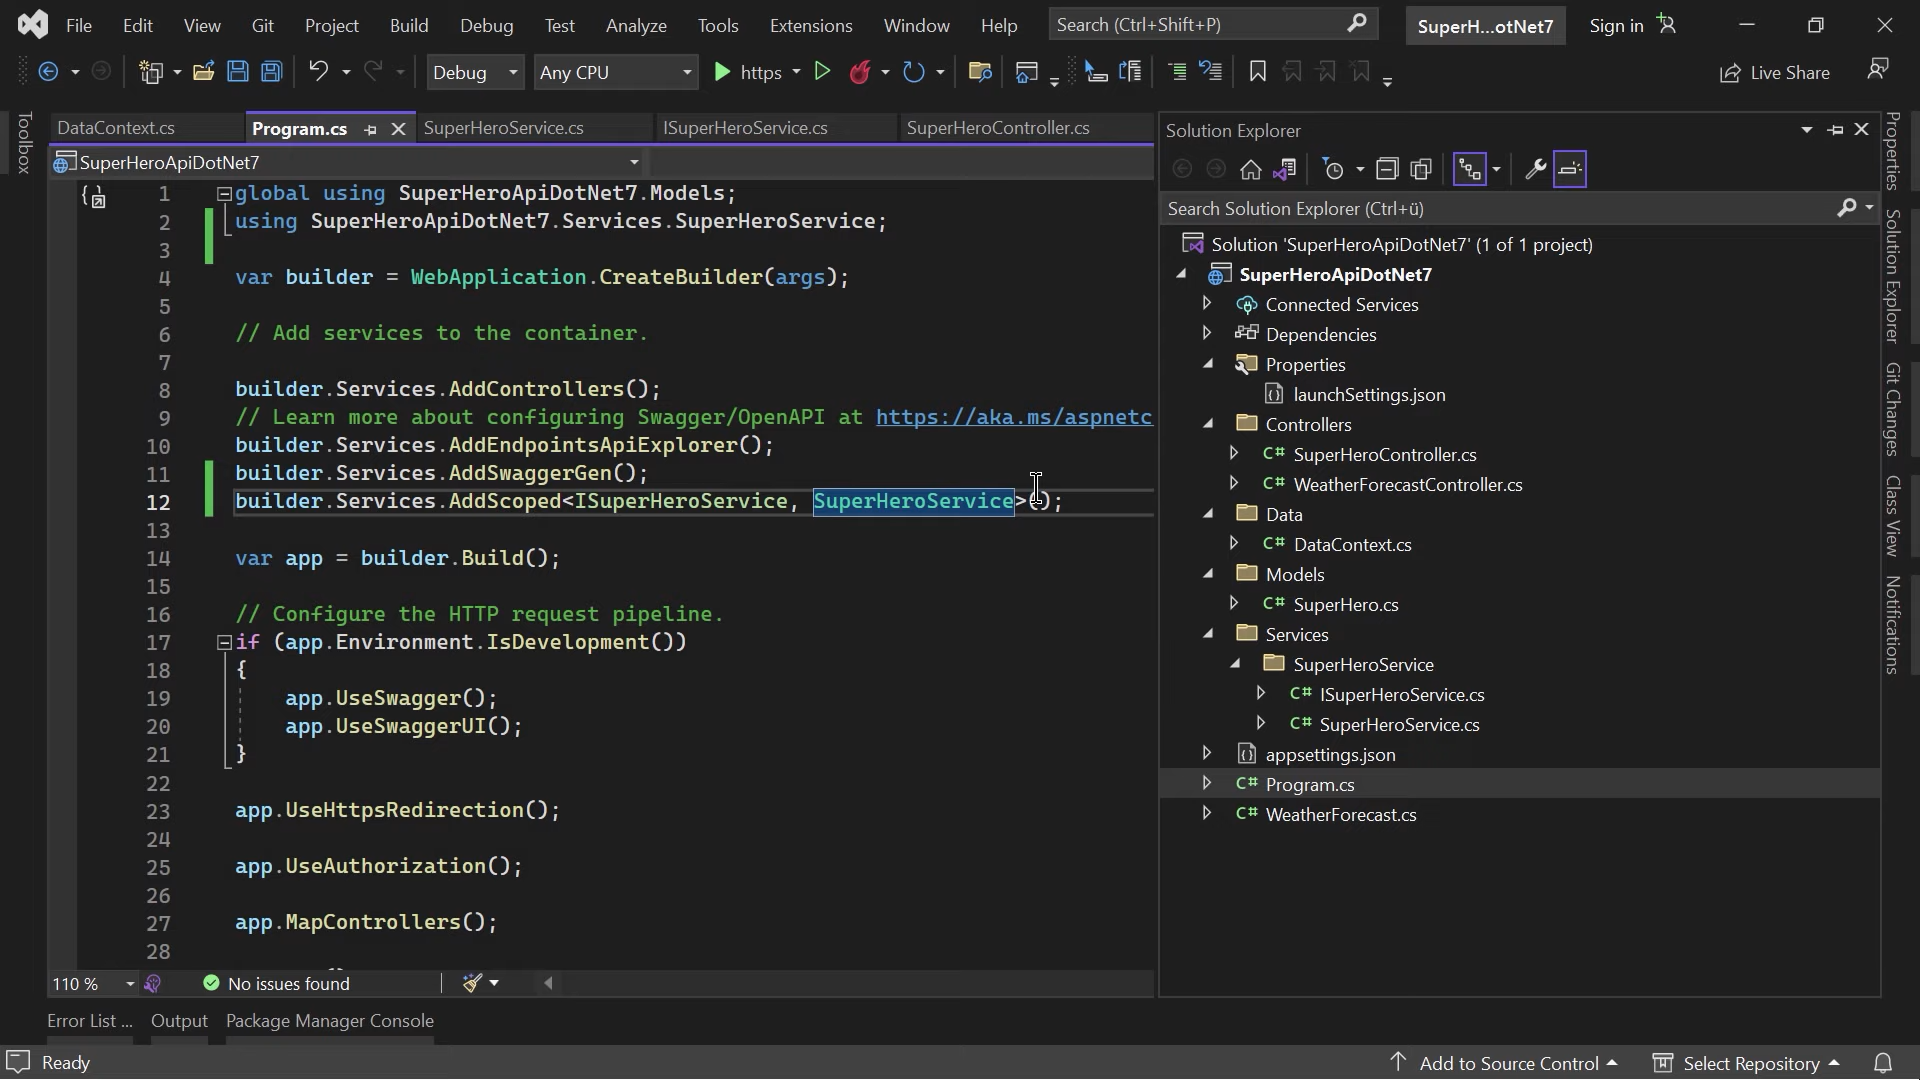 File Edit View Git Project Build Debug Test Analyze Tools Extensions Window Help Search (Ctrl+Shift+P) SuperH...otNet7 Sign in
Debug Any CPU https Live Share
Toolbox
DataContext.cs Program.cs SuperHeroService.cs ISuperHeroService.cs SuperHeroController.cs
SuperHeroApiDotNet7
1 global using SuperHeroApiDotNet7.Models;
2 using SuperHeroApiDotNet7.Services.SuperHeroService;
3
4 var builder = WebApplication.CreateBuilder(args);
5
6 // Add services to the container.
7
8 builder.Services.AddControllers();
9 // Learn more about configuring Swagger/OpenAPI at https://aka.ms/aspnetc
10 builder.Services.AddEndpointsApiExplorer();
11 builder.Services.AddSwaggerGen();
12 builder.Services.AddScoped<ISuperHeroService, SuperHeroService>();
13
14 var app = builder.Build();
15
16 // Configure the HTTP request pipeline.
17 if (app.Environment.IsDevelopment())
18 {
19 app.UseSwagger();
20 app.UseSwaggerUI();
21 }
22
23 app.UseHttpsRedirection();
24
25 app.UseAuthorization();
26
27 app.MapControllers();
28
110 % No issues found
Solution Explorer
Search Solution Explorer (Ctrl+ü)
Solution 'SuperHeroApiDotNet7' (1 of 1 project)
SuperHeroApiDotNet7
Connected Services
Dependencies
Properties
launchSettings.json
Controllers
C# SuperHeroController.cs
C# WeatherForecastController.cs
Data
C# DataContext.cs
Models
C# SuperHero.cs
Services
SuperHeroService
C# ISuperHeroService.cs
C# SuperHeroService.cs
appsettings.json
C# Program.cs
C# WeatherForecast.cs
Properties
Solution Explorer
Git Changes
Class View
Notifications
Error List ... Output Package Manager Console
Ready Add to Source Control Select Repository